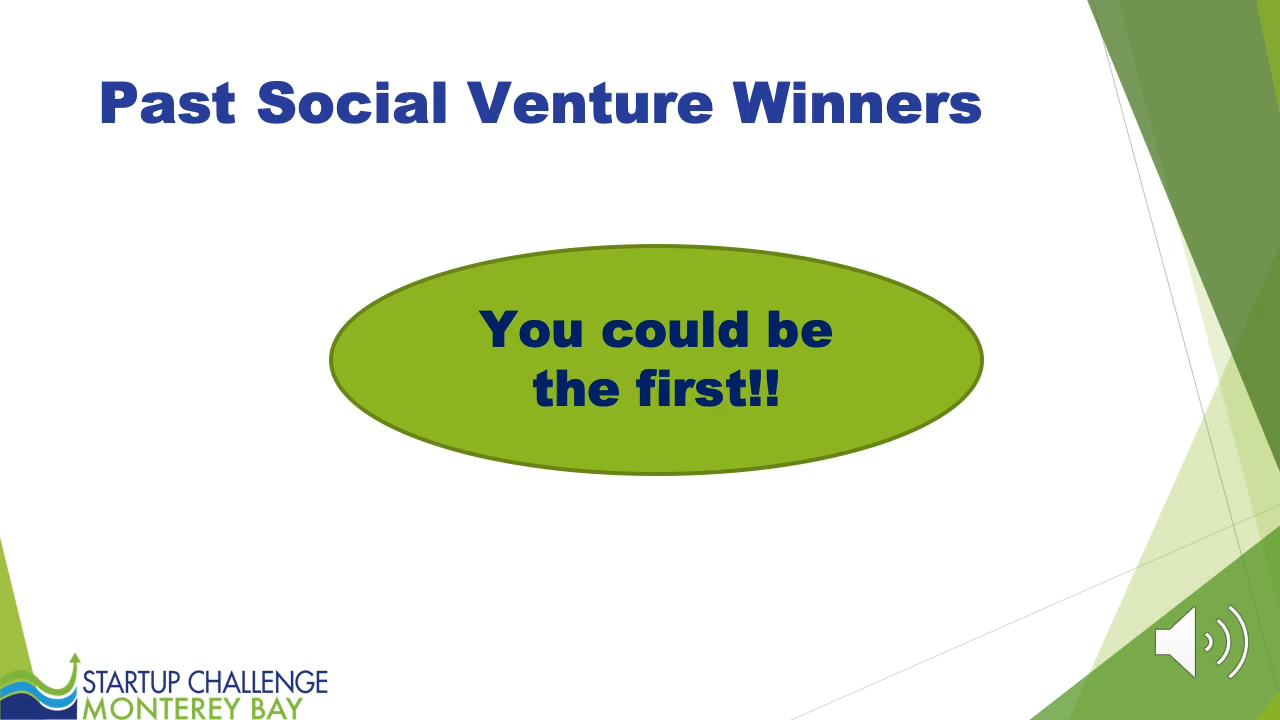 Past Social Venture Winners
You could be
the first!!
STARTUP CHALLENGE
MONTEREY BAY